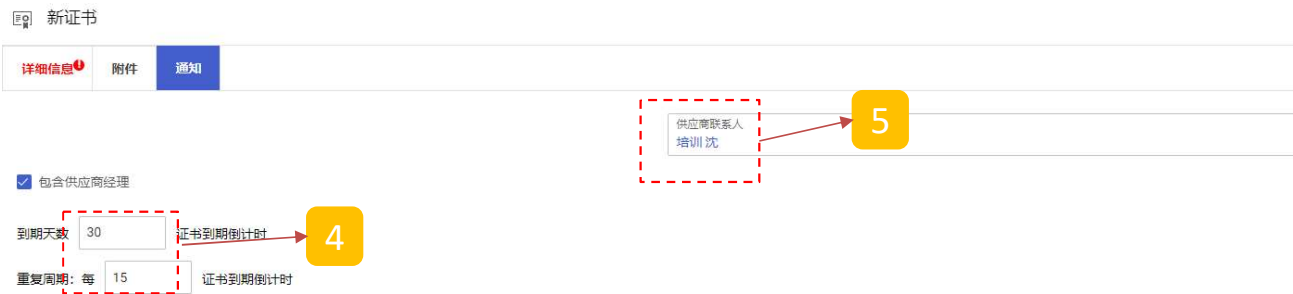 新证书
详细信息 附件 通知
供应商联系人
培训 沈
5
包含供应商经理
到期天数 30 证书到期倒计时
4
重复周期：每 15 证书到期倒计时